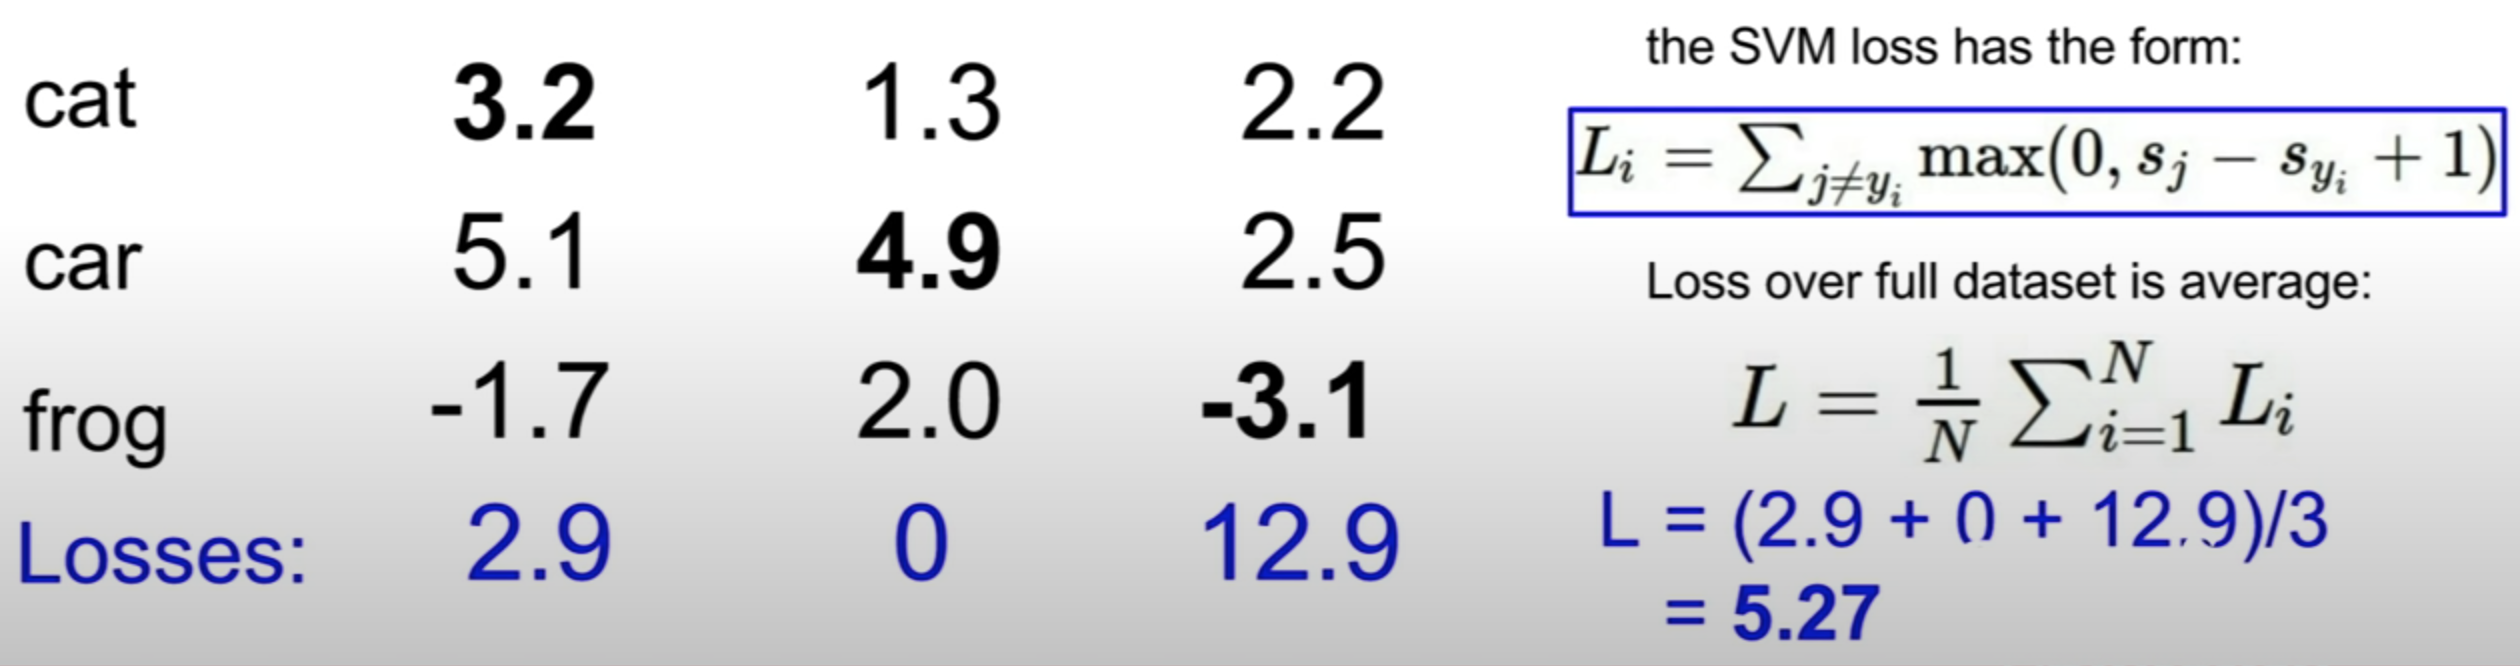 cat 3.2 1.3 2.2
car 5.1 4.9 2.5
frog -1.7 2.0 -3.1
Losses: 2.9 0 12.9
the SVM loss has the form:
L_i = ∑_{j≠y_i} max(0, s_j − s_{y_i} + 1)
Loss over full dataset is average:
L = \frac{1}{N} ∑_{i=1}^{N} L_i
L = (2.9 + 0 + 12.9)/3
= 5.27